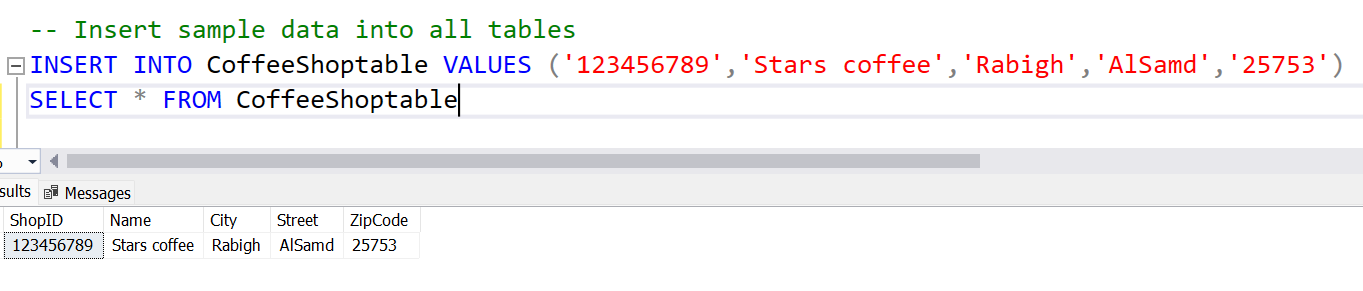 -- Insert sample data into all tables
INSERT INTO CoffeeShoptable VALUES ('123456789','Stars coffee','Rabigh','AlSamd','25753')
SELECT * FROM CoffeeShoptable
Messages
ShopID Name City Street ZipCode
123456789 Stars coffee Rabigh AlSamd 25753